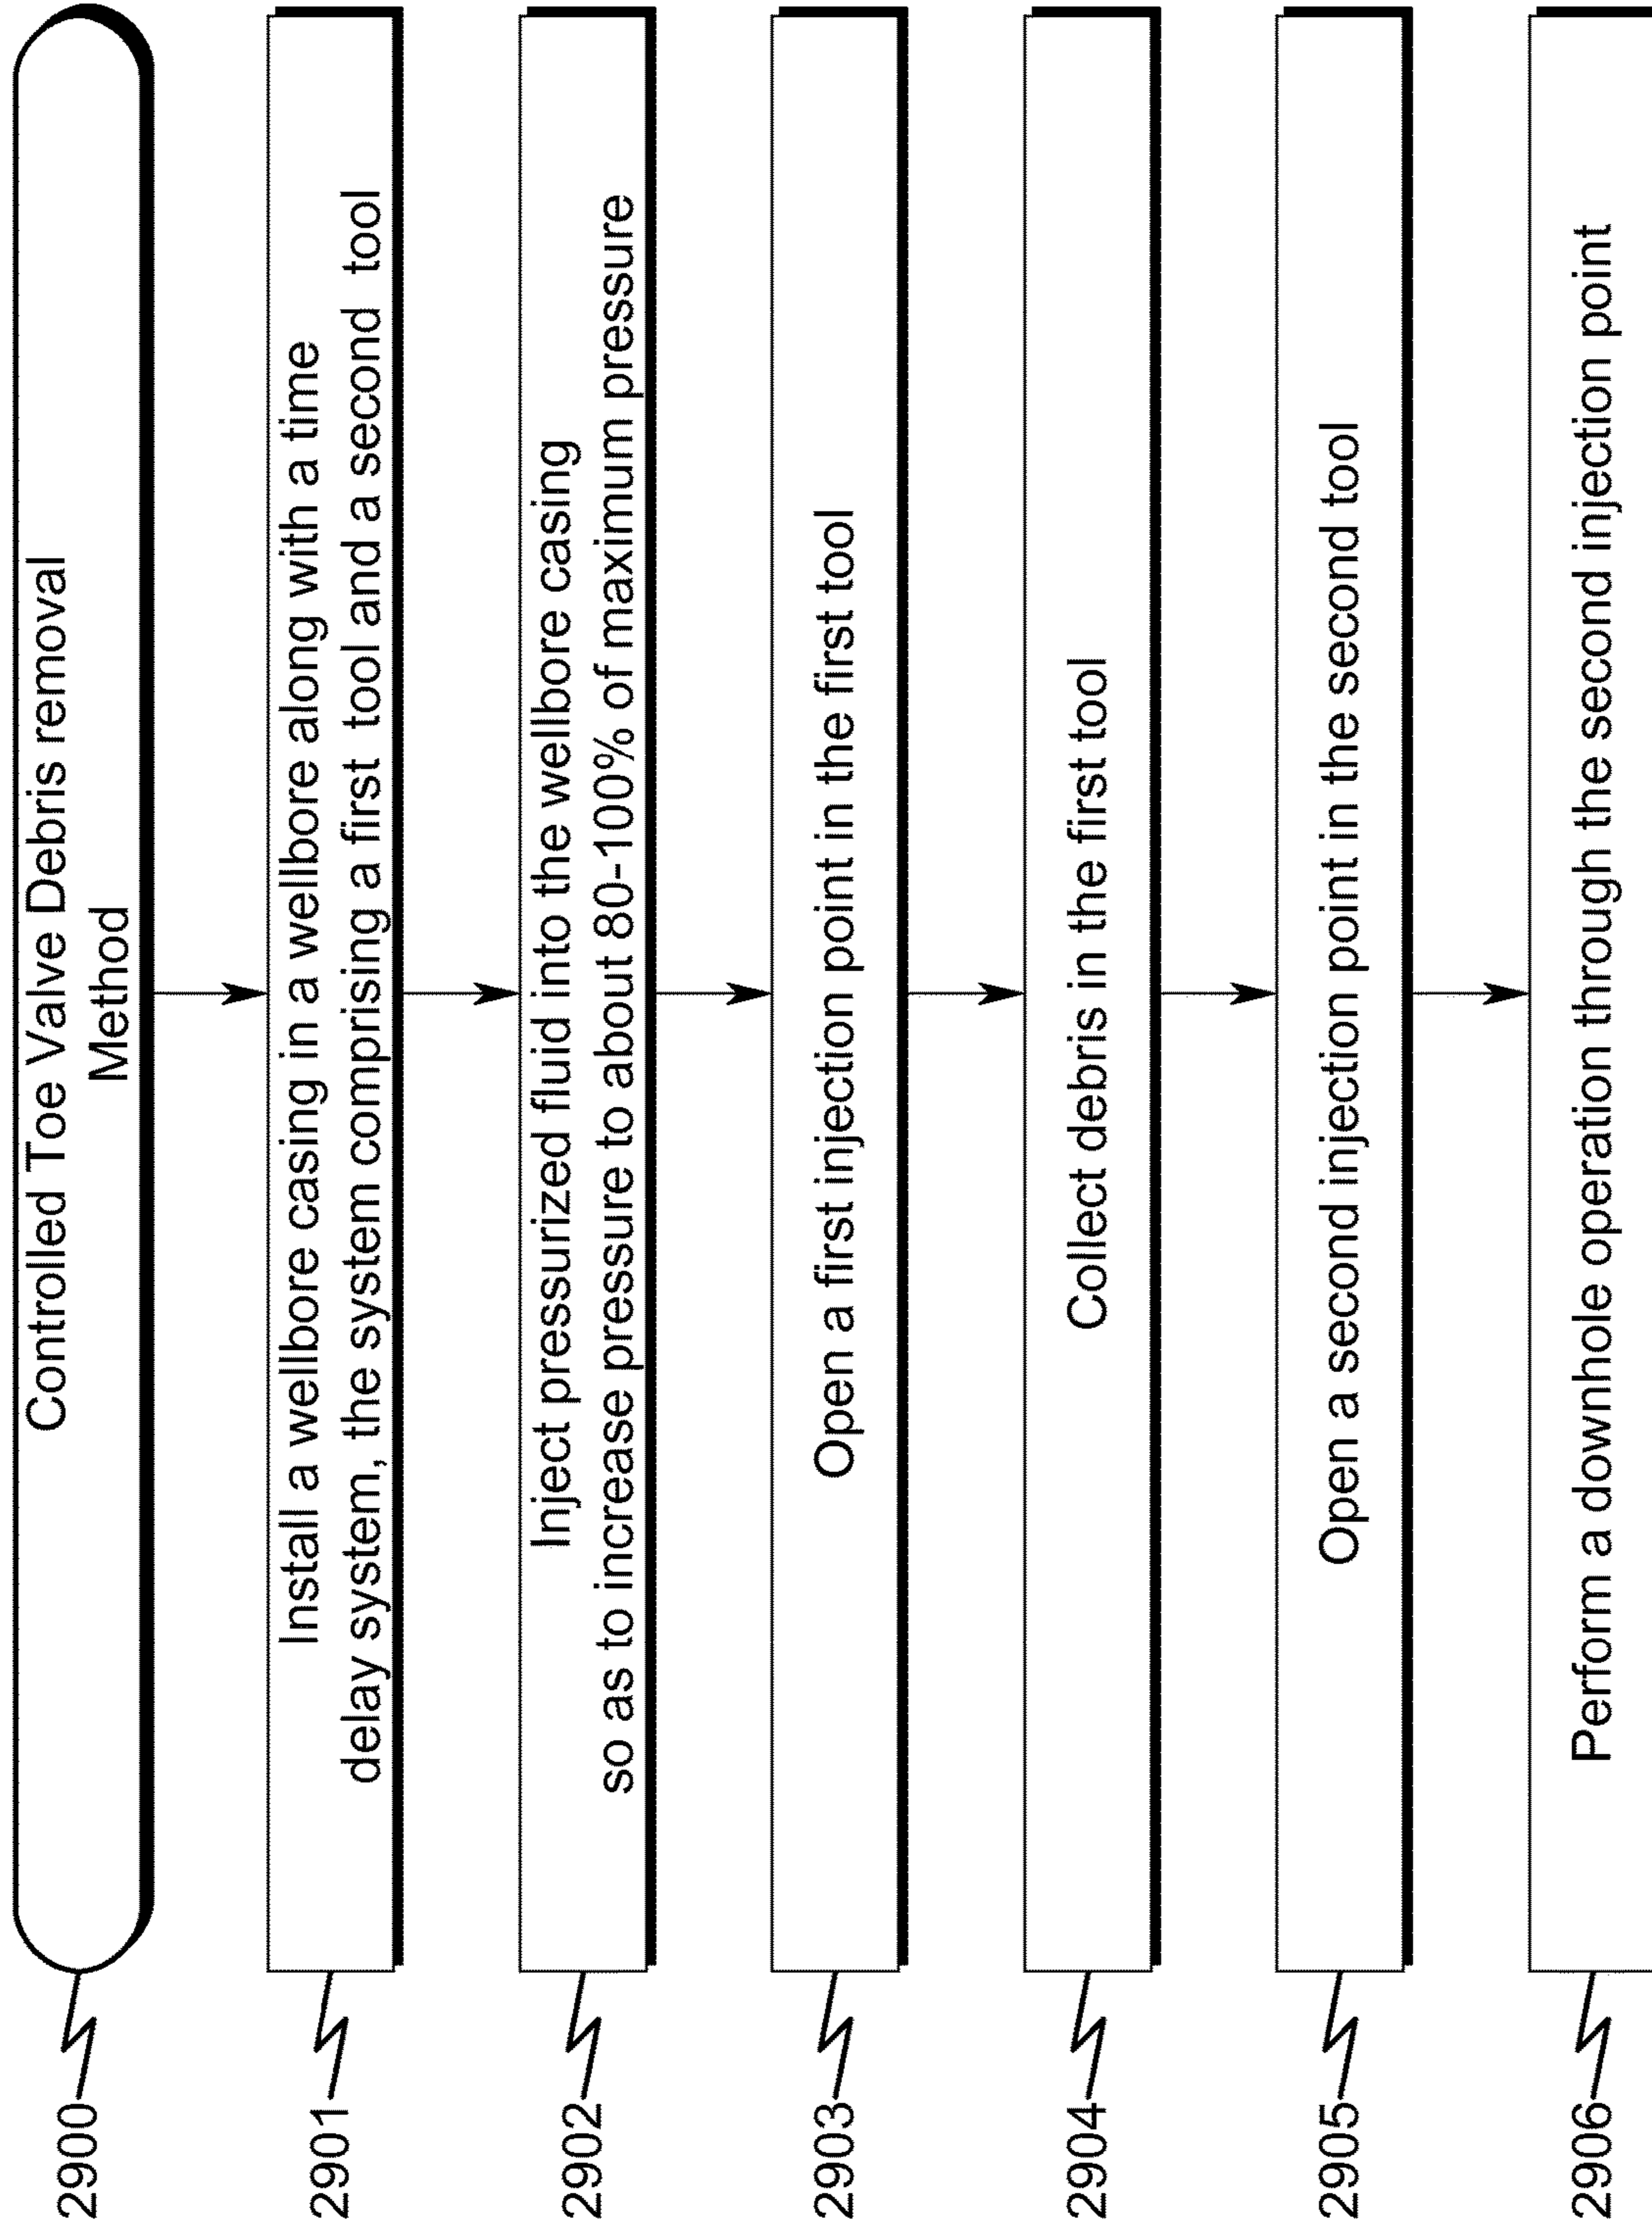 Controlled Toe Valve Debris removal
Method
2900
Install a wellbore casing in a wellbore along with a time
delay system, the system comprising a first tool and a second tool
2901
Inject pressurized fluid into the wellbore casing
so as to increase pressure to about 80-100% of maximum pressure
2902
Open a first injection point in the first tool
2903
Collect debris in the first tool
2904
Open a second injection point in the second tool
2905
Perform a downhole operation through the second injection point
2906